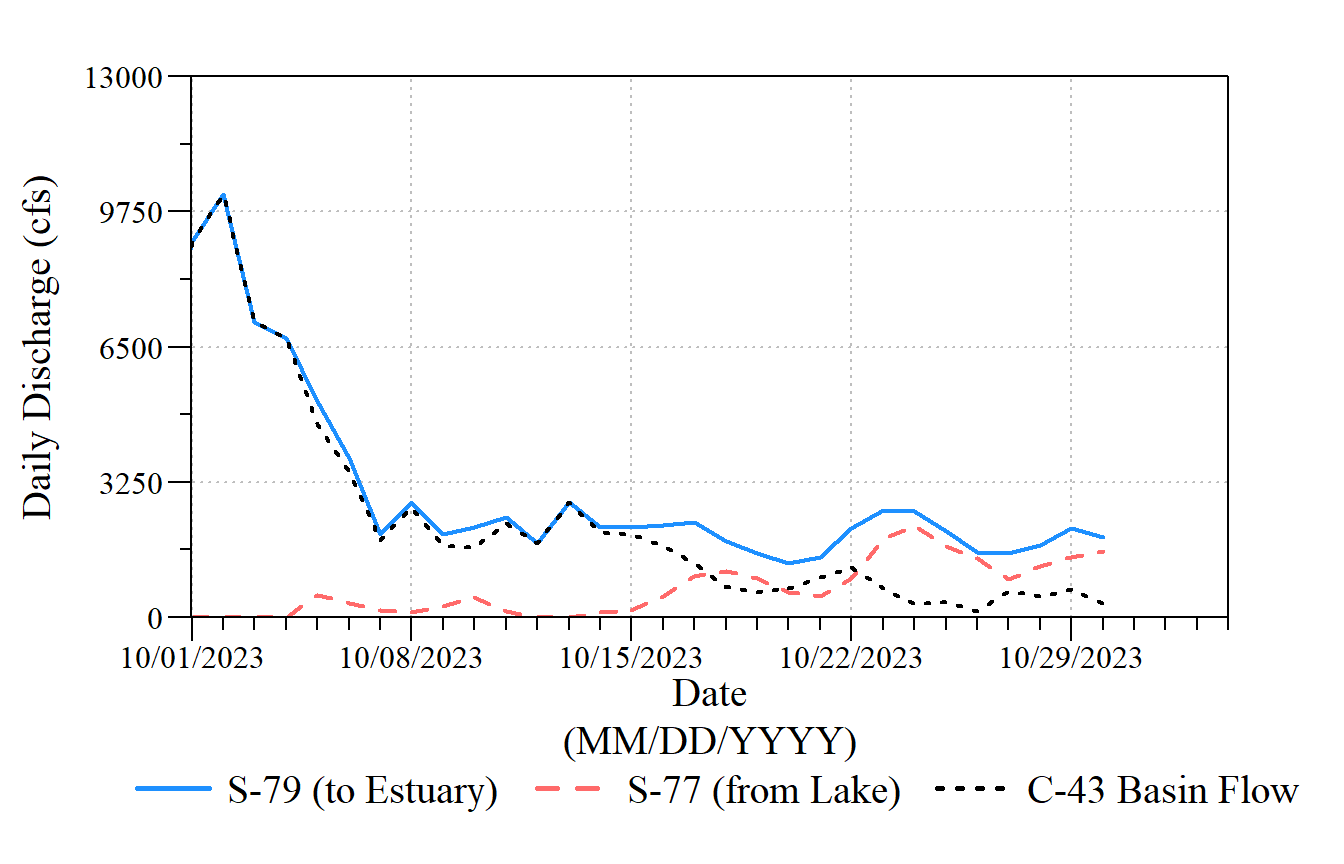 13000
9750
6500
3250
0
Daily Discharge (cfs)
10/01/2023 10/08/2023 10/15/2023 10/22/2023 10/29/2023
Date
(MM/DD/YYYY)
S-79 (to Estuary) S-77 (from Lake) C-43 Basin Flow